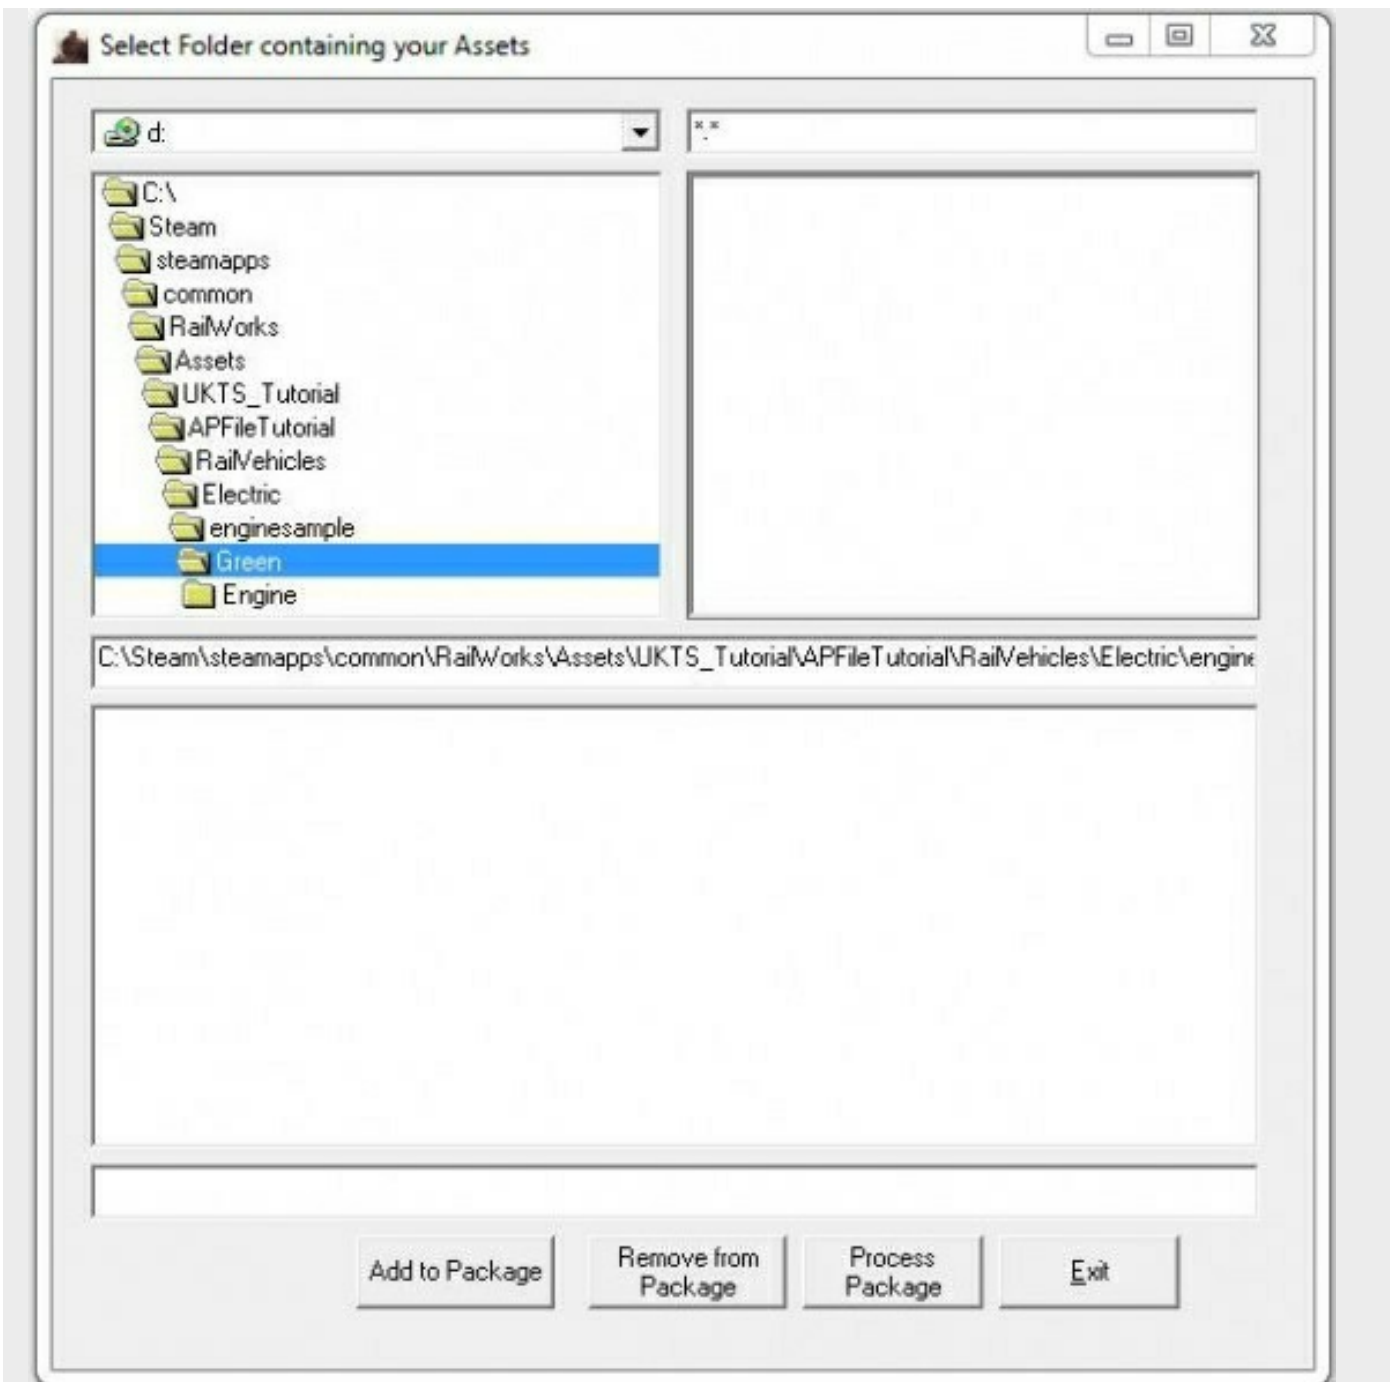 Select Folder containing your Assets
d:
*.*
C:\
Steam
steamapps
common
RailWorks
Assets
UKTS_Tutorial
APFileTutorial
RailVehicles
Electric
enginesample
Green
Engine
C:\Steam\steamapps\common\RailWorks\Assets\UKTS_Tutorial\APFileTutorial\RailVehicles\Electric\engine
Add to Package
Remove from
Package
Process
Package
Exit